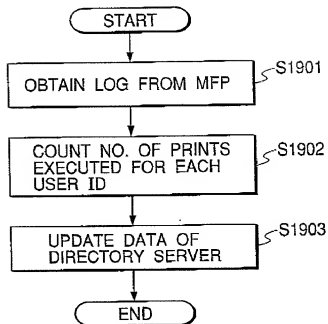 START
OBTAIN LOG FROM MFP
S1901
COUNT NO. OF PRINTS
EXECUTED FOR EACH
USER ID
S1902
UPDATE DATA OF
DIRECTORY SERVER
S1903
END